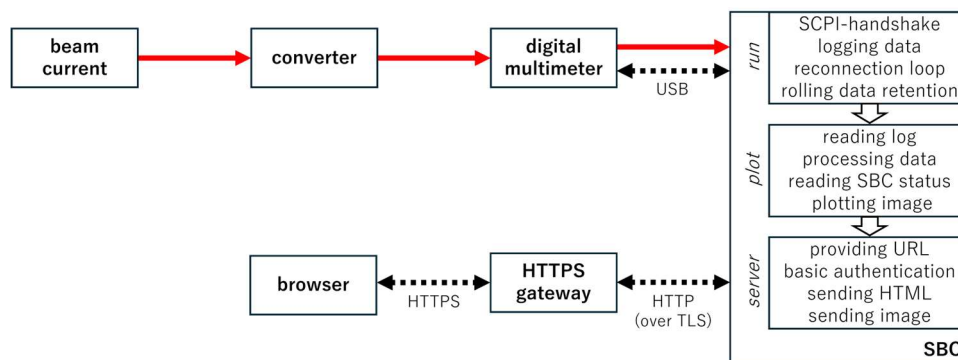 beam
current
converter
digital
multimeter
USB
run
SCPI-handshake
logging data
reconnection loop
rolling data retention
plot
reading log
processing data
reading SBC status
plotting image
browser
HTTPS
HTTPS
gateway
HTTP
(over TLS)
server
providing URL
basic authentication
sending HTML
sending image
SBC